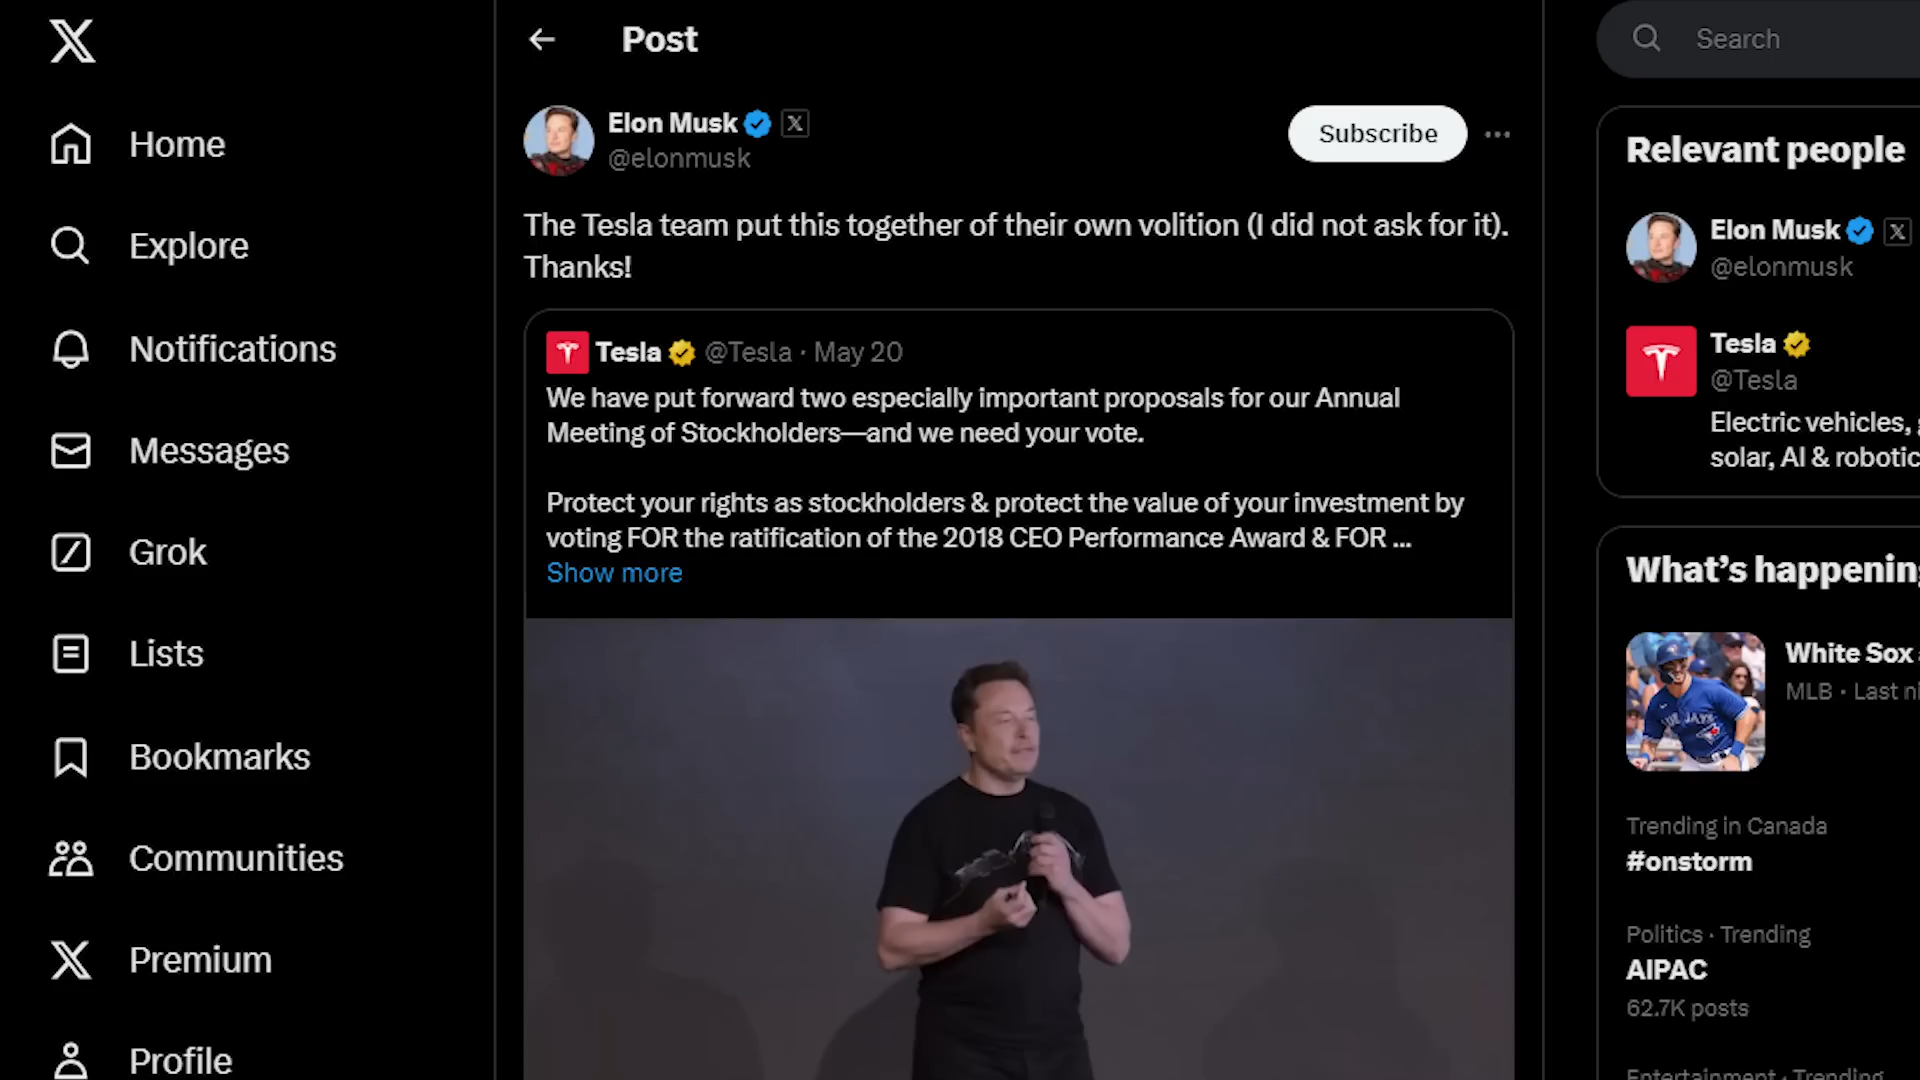 Home
Explore
Notifications
Messages
Grok
Lists
Bookmarks
Communities
Premium
Profile
Post
Elon Musk
@elonmusk
Subscribe
The Tesla team put this together of their own volition (I did not ask for it).
Thanks!
Tesla @Tesla · May 20
We have put forward two especially important proposals for our Annual
Meeting of Stockholders—and we need your vote.
Protect your rights as stockholders & protect the value of your investment by
voting FOR the ratification of the 2018 CEO Performance Award & FOR ...
Show more
Search
Relevant people
Elon Musk
@elonmusk
Tesla
@Tesla
Electric vehicles,
solar, AI & robotic
What's happenin
White Sox
MLB · Last ni
Trending in Canada
#onstorm
Politics · Trending
AIPAC
62.7K posts
Entertainment · Trending